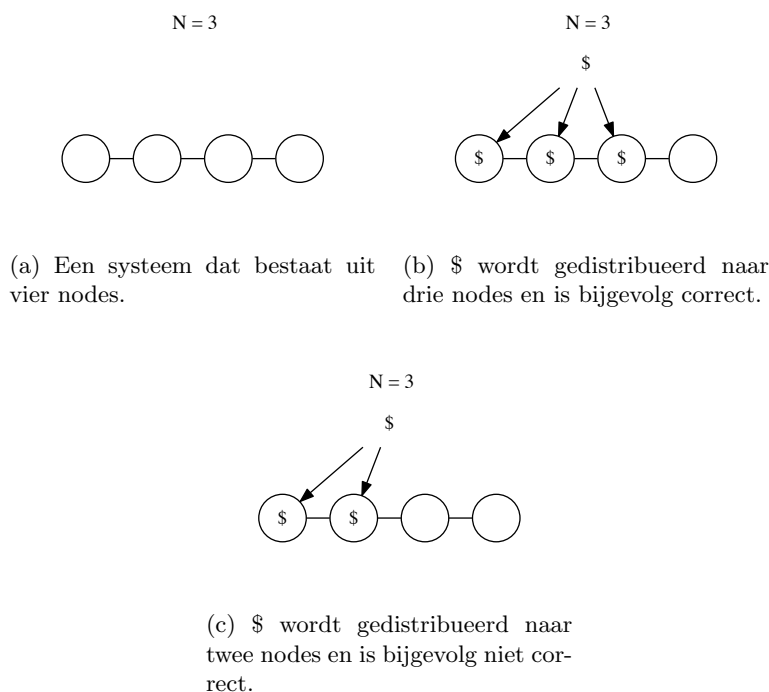 N = 3
$
$ $ $
(a) Een systeem dat bestaat uit
vier nodes.
N = 3
(b) $ wordt gedistribueerd naar
drie nodes en is bijgevolg correct.
N = 3
$
$ $
(c) $ wordt gedistribueerd naar
twee nodes en is bijgevolg niet cor-
rect.